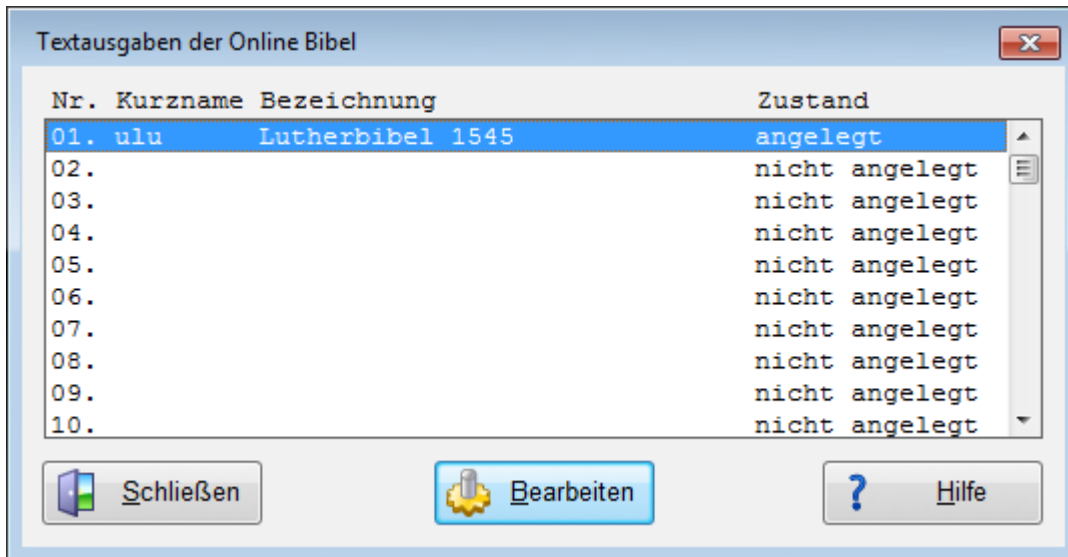 Textausgaben der Online Bibel
Nr. Kurzname Bezeichnung Zustand
01. ulu Lutherbibel 1545 angelegt
02. nicht angelegt
03. nicht angelegt
04. nicht angelegt
05. nicht angelegt
06. nicht angelegt
07. nicht angelegt
08. nicht angelegt
09. nicht angelegt
10. nicht angelegt
Schließen Bearbeiten ? Hilfe